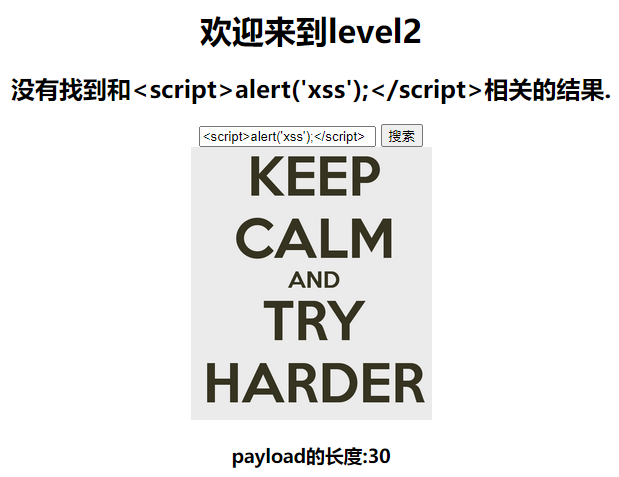 欢迎来到level2
没有找到和<script>alert('xss');</script>相关的结果.
<script>alert('xss');</script> 搜索
KEEP
CALM
AND
TRY
HARDER
payload的长度:30